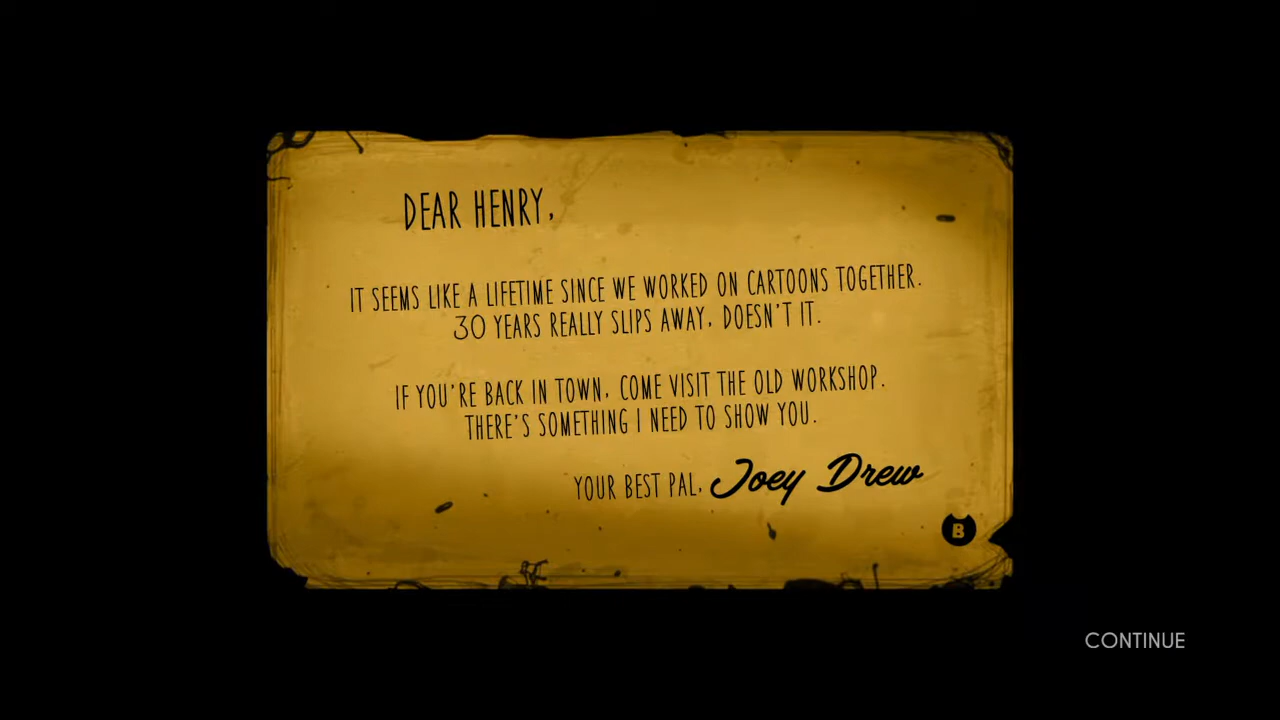 DEAR HENRY,
IT SEEMS LIKE A LIFETIME SINCE WE WORKED ON CARTOONS TOGETHER.
30 YEARS REALLY SLIPS AWAY, DOESN'T IT.
IF YOU'RE BACK IN TOWN, COME VISIT THE OLD WORKSHOP.
THERE'S SOMETHING I NEED TO SHOW YOU.
YOUR BEST PAL, Joey Drew
B
CONTINUE